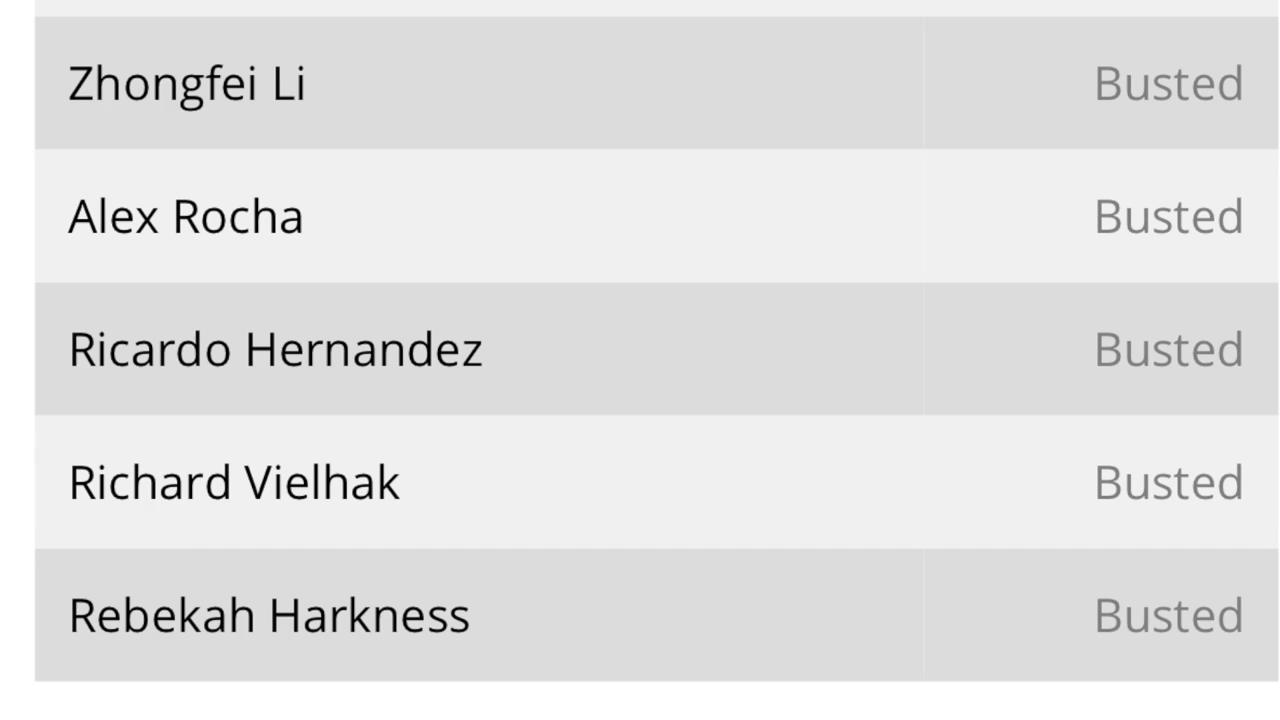 Zhongfei Li Busted
Alex Rocha Busted
Ricardo Hernandez Busted
Richard Vielhak Busted
Rebekah Harkness Busted